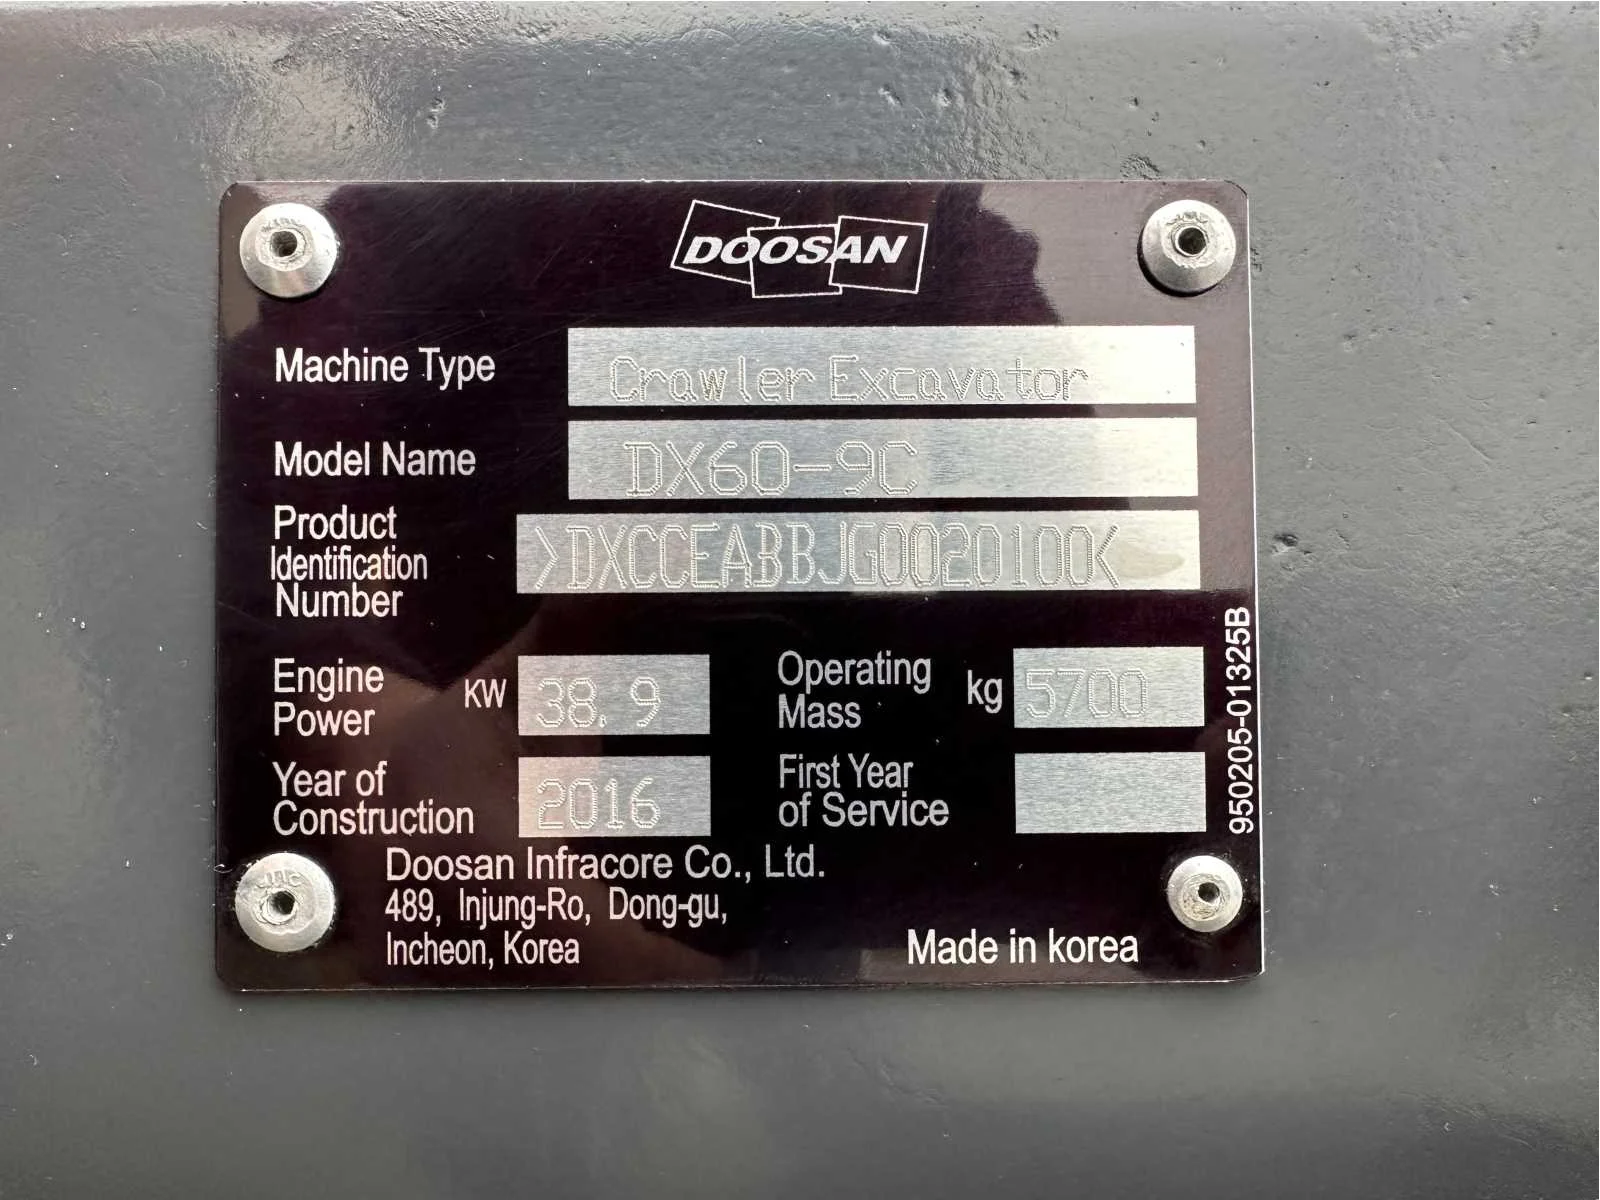 DOOSAN
Machine Type Crawler Excavator
Model Name DX60-9C
Product
Identification
Number >DXCCEABBJG0020100<
Engine
Power KW 38.9
Operating
Mass kg 5700
Year of
Construction 2016
First Year
of Service
950205-01325B
Doosan Infracore Co., Ltd.
489, Injung-Ro, Dong-gu,
Incheon, Korea
Made in korea